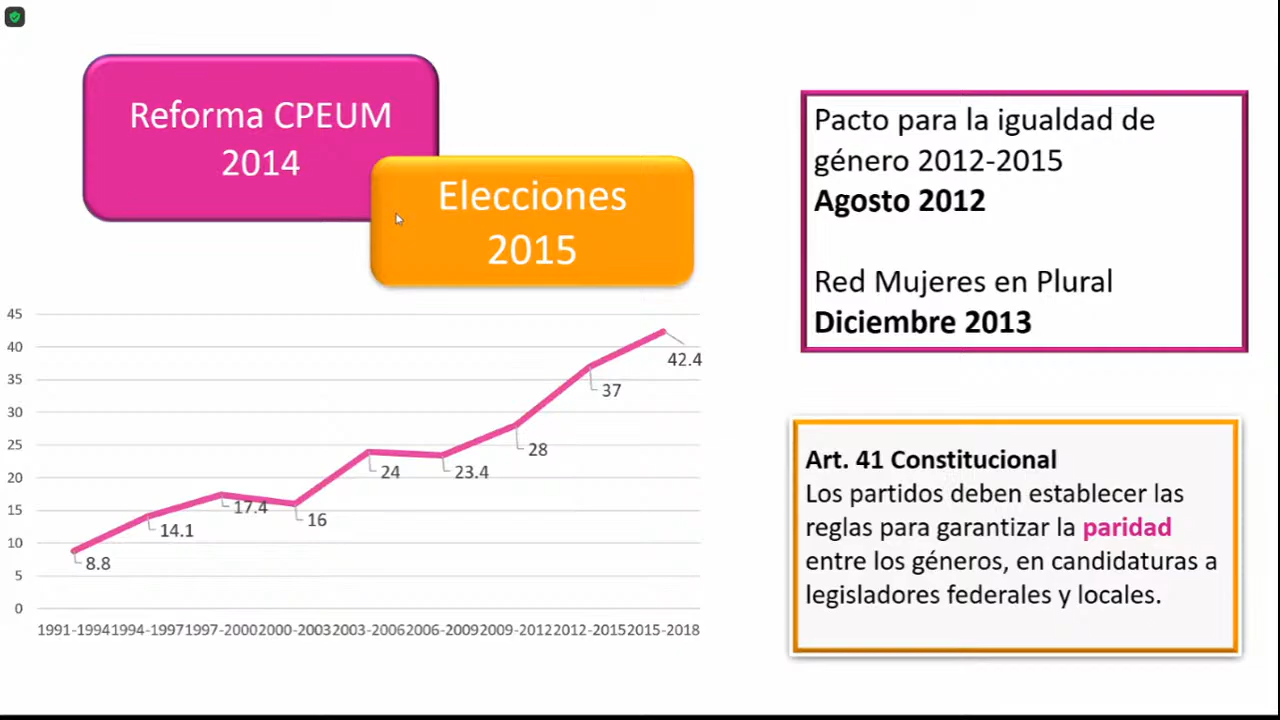 Reforma CPEUM
2014
Elecciones
2015
Pacto para la igualdad de
género 2012-2015
Agosto 2012
Red Mujeres en Plural
Diciembre 2013
45
40
35
30
25
20
15
10
5
0
8.8
14.1
17.4
16
24
23.4
28
37
42.4
1991-1994
1994-1997
1997-2000
2000-2003
2003-2006
2006-2009
2009-2012
2012-2015
2015-2018
Art. 41 Constitucional
Los partidos deben establecer las
reglas para garantizar la paridad
entre los géneros, en candidaturas a
legisladores federales y locales.